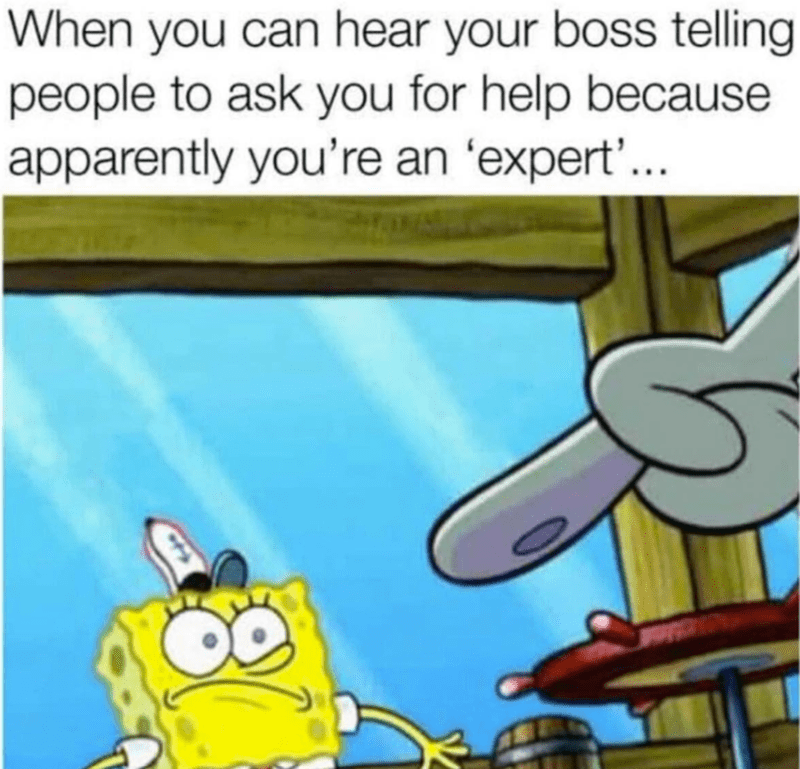 When you can hear your boss telling
people to ask you for help because
apparently you're an ‘expert’...